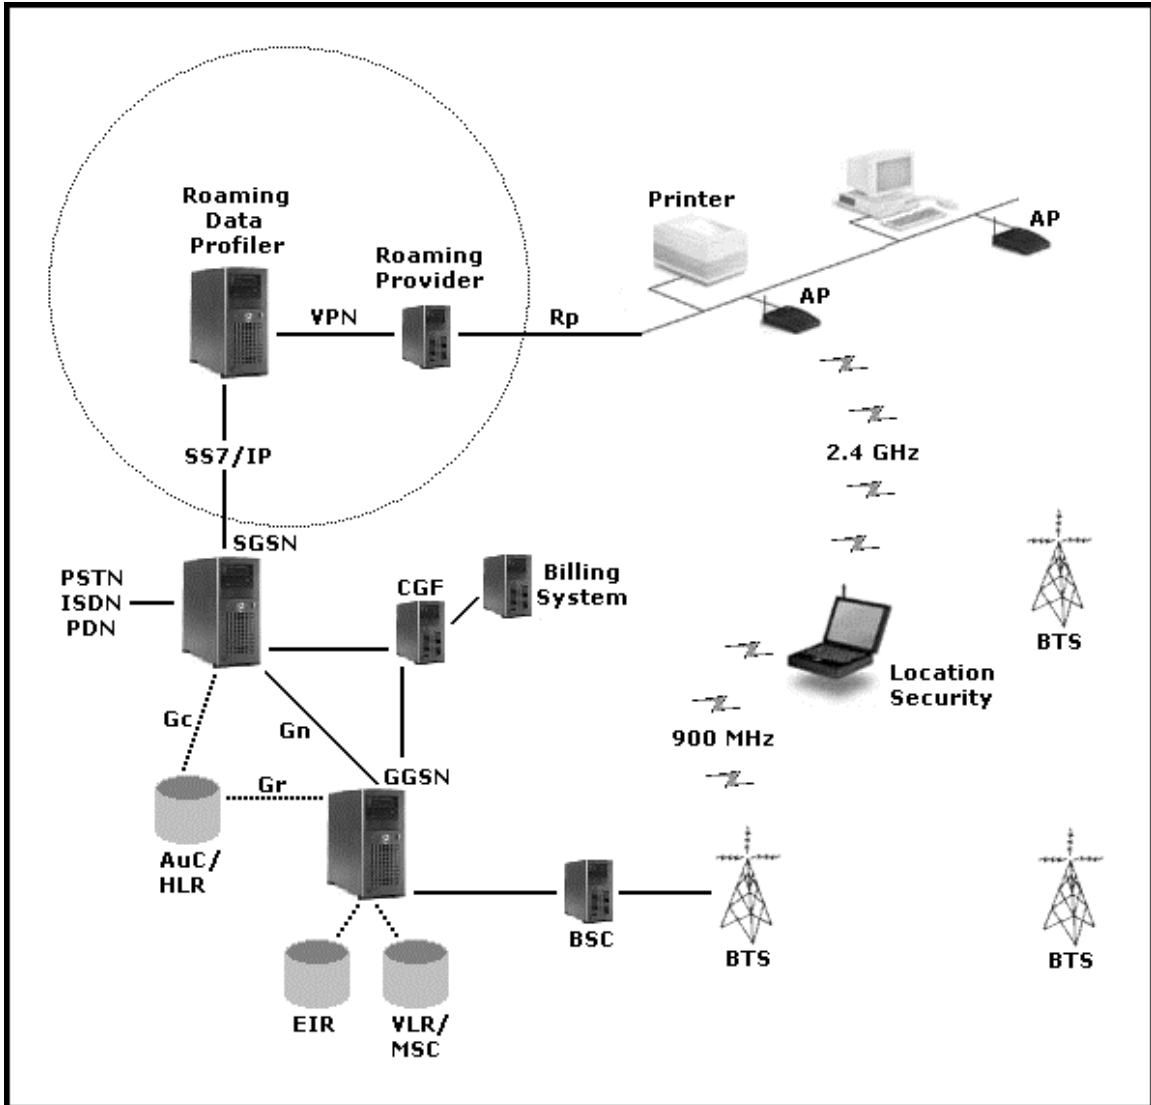 Roaming
Data
Profiler
Roaming
Provider
VPN
Rp
Printer
AP
AP
2.4 GHz
SS7/IP
SGSN
PSTN
ISDN
PDN
CGF
Billing
System
BTS
Location
Security
Gc
Gn
900 MHz
Gr
GGSN
AuC/
HLR
BSC
BTS
BTS
EIR
VLR/
MSC